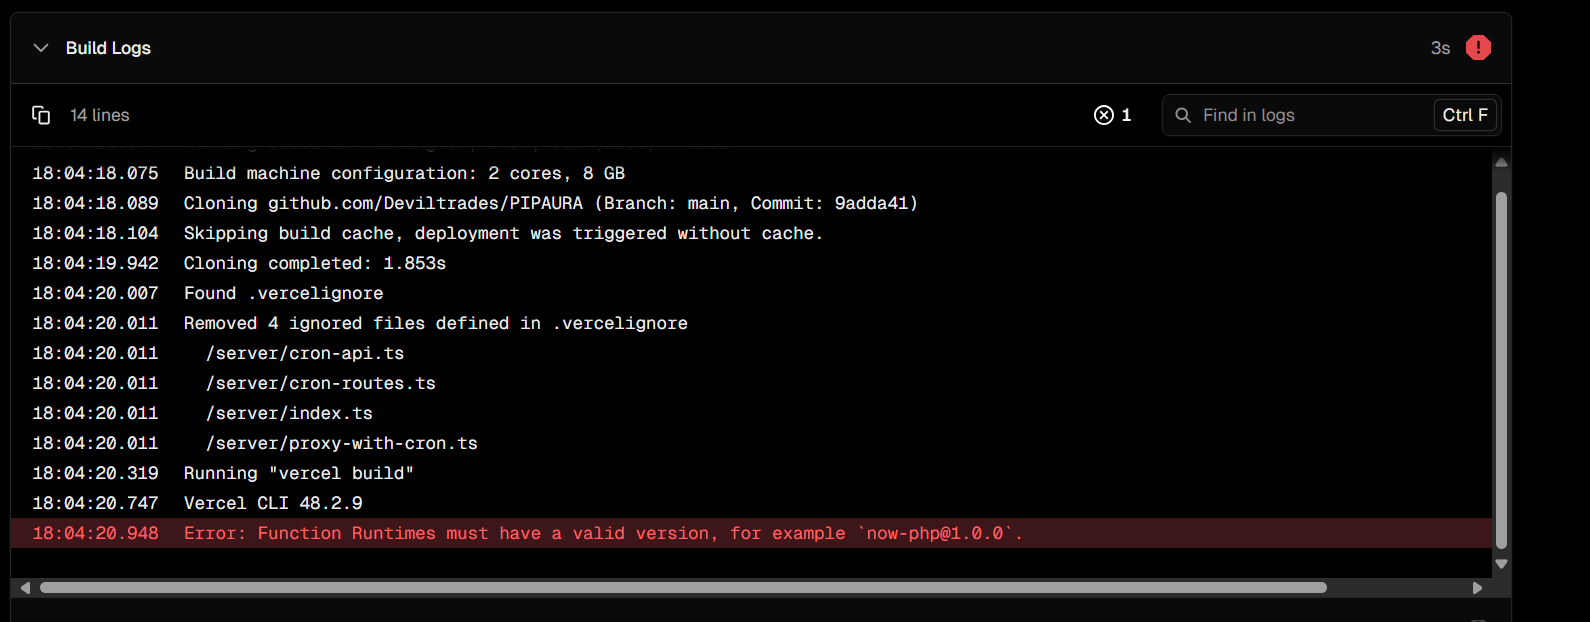 Build Logs
3s
14 lines
1
Find in logs
Ctrl F
18:04:18.075 Build machine configuration: 2 cores, 8 GB
18:04:18.089 Cloning github.com/Deviltrades/PIPAURA (Branch: main, Commit: 9adda41)
18:04:18.104 Skipping build cache, deployment was triggered without cache.
18:04:19.942 Cloning completed: 1.853s
18:04:20.007 Found .vercelignore
18:04:20.011 Removed 4 ignored files defined in .vercelignore
18:04:20.011 /server/cron-api.ts
18:04:20.011 /server/cron-routes.ts
18:04:20.011 /server/index.ts
18:04:20.011 /server/proxy-with-cron.ts
18:04:20.319 Running "vercel build"
18:04:20.747 Vercel CLI 48.2.9
18:04:20.948 Error: Function Runtimes must have a valid version, for example `now-php@1.0.0`.